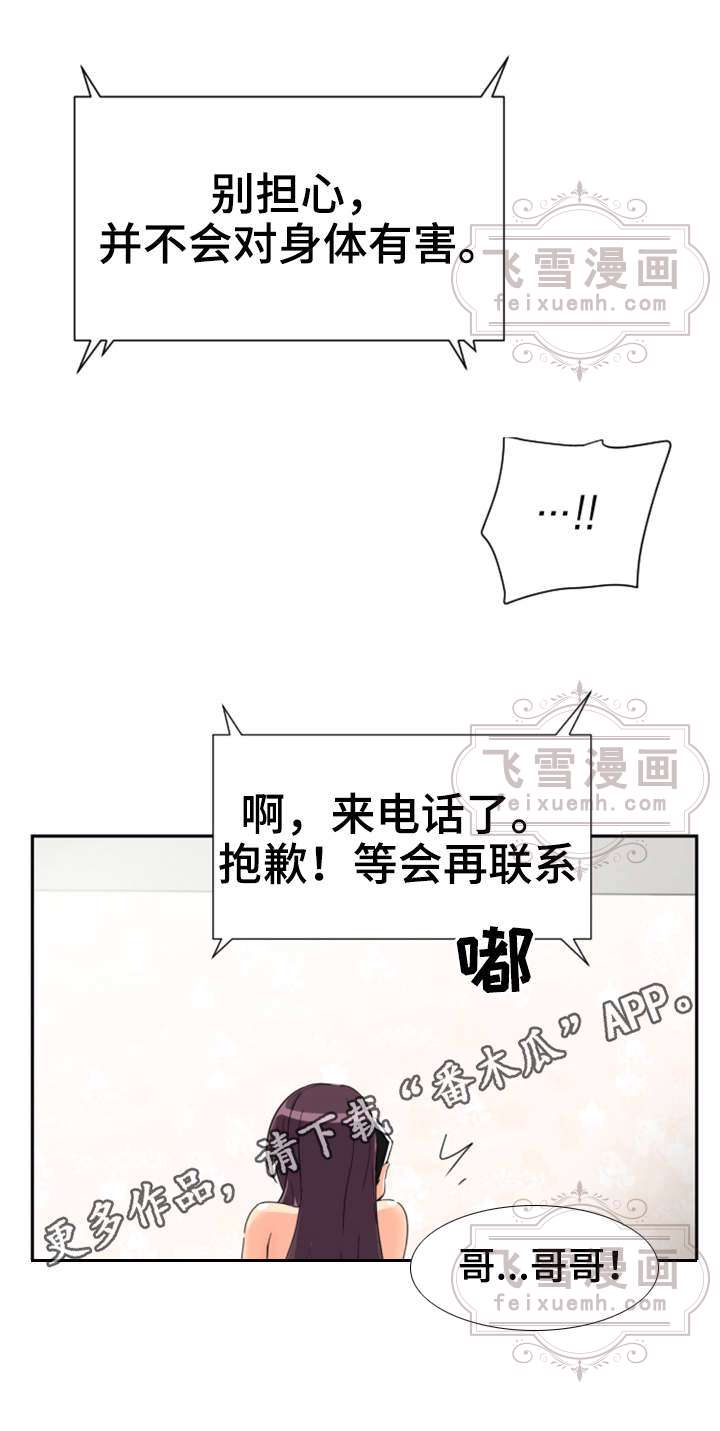 别担心，
并不会对身体有害。
飞雪漫画
feixuemh.com
...!!
飞雪漫画
feixuemh.com
啊，来电话了。
抱歉！等会再联系
嘟
更多作品，请下载“番木瓜”APP。
哥...哥哥！
飞雪漫画
feixuemh.com